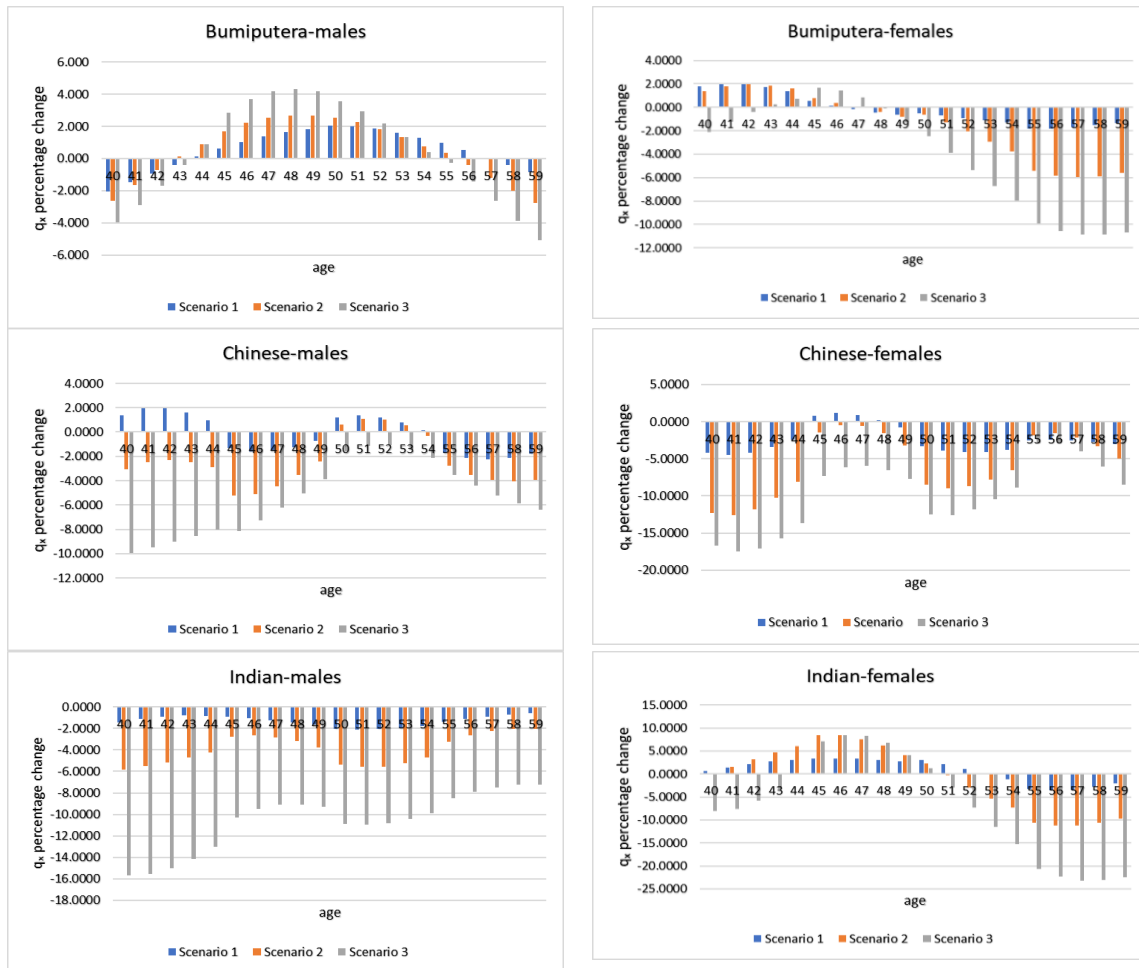 Bumiputera-males
6.000
4.000
2.000
0.000
-2.000
-4.000
-6.000
qx percentage change
40 41 42 43 44 45 46 47 48 49 50 51 52 53 54 55 56 57 58 59
age
Scenario 1 Scenario 2 Scenario 3
Bumiputera-females
4.0000
2.0000
0.0000
-2.0000
-4.0000
-6.0000
-8.0000
-10.0000
-12.0000
qx percentage change
40 41 42 43 44 45 46 47 48 49 50 51 52 53 54 55 56 57 58 59
age
Scenario 1 Scenario 2 Scenario 3
Chinese-males
4.0000
2.0000
0.0000
-2.0000
-4.0000
-6.0000
-8.0000
-10.0000
-12.0000
qx percentage change
40 41 42 43 44 45 46 47 48 49 50 51 52 53 54 55 56 57 58 59
age
Scenario 1 Scenario 2 Scenario 3
Chinese-females
5.0000
0.0000
-5.0000
-10.0000
-15.0000
-20.0000
qx percentage change
40 41 42 43 44 45 46 47 48 49 50 51 52 53 54 55 56 57 58 59
age
Scenario 1 Scenario Scenario 3
Indian-males
0.0000
-2.0000
-4.0000
-6.0000
-8.0000
-10.0000
-12.0000
-14.0000
-16.0000
-18.0000
qx percentage change
40 41 42 43 44 45 46 47 48 49 50 51 52 53 54 55 56 57 58 59
age
Scenario 1 Scenario 2 Scenario 3
Indian-females
15.0000
10.0000
5.0000
0.0000
-5.0000
-10.0000
-15.0000
-20.0000
-25.0000
qx percentage change
40 41 42 43 44 45 46 47 48 49 50 51 52 53 54 55 56 57 58 59
age
Scenario 1 Scenario 2 Scenario 3